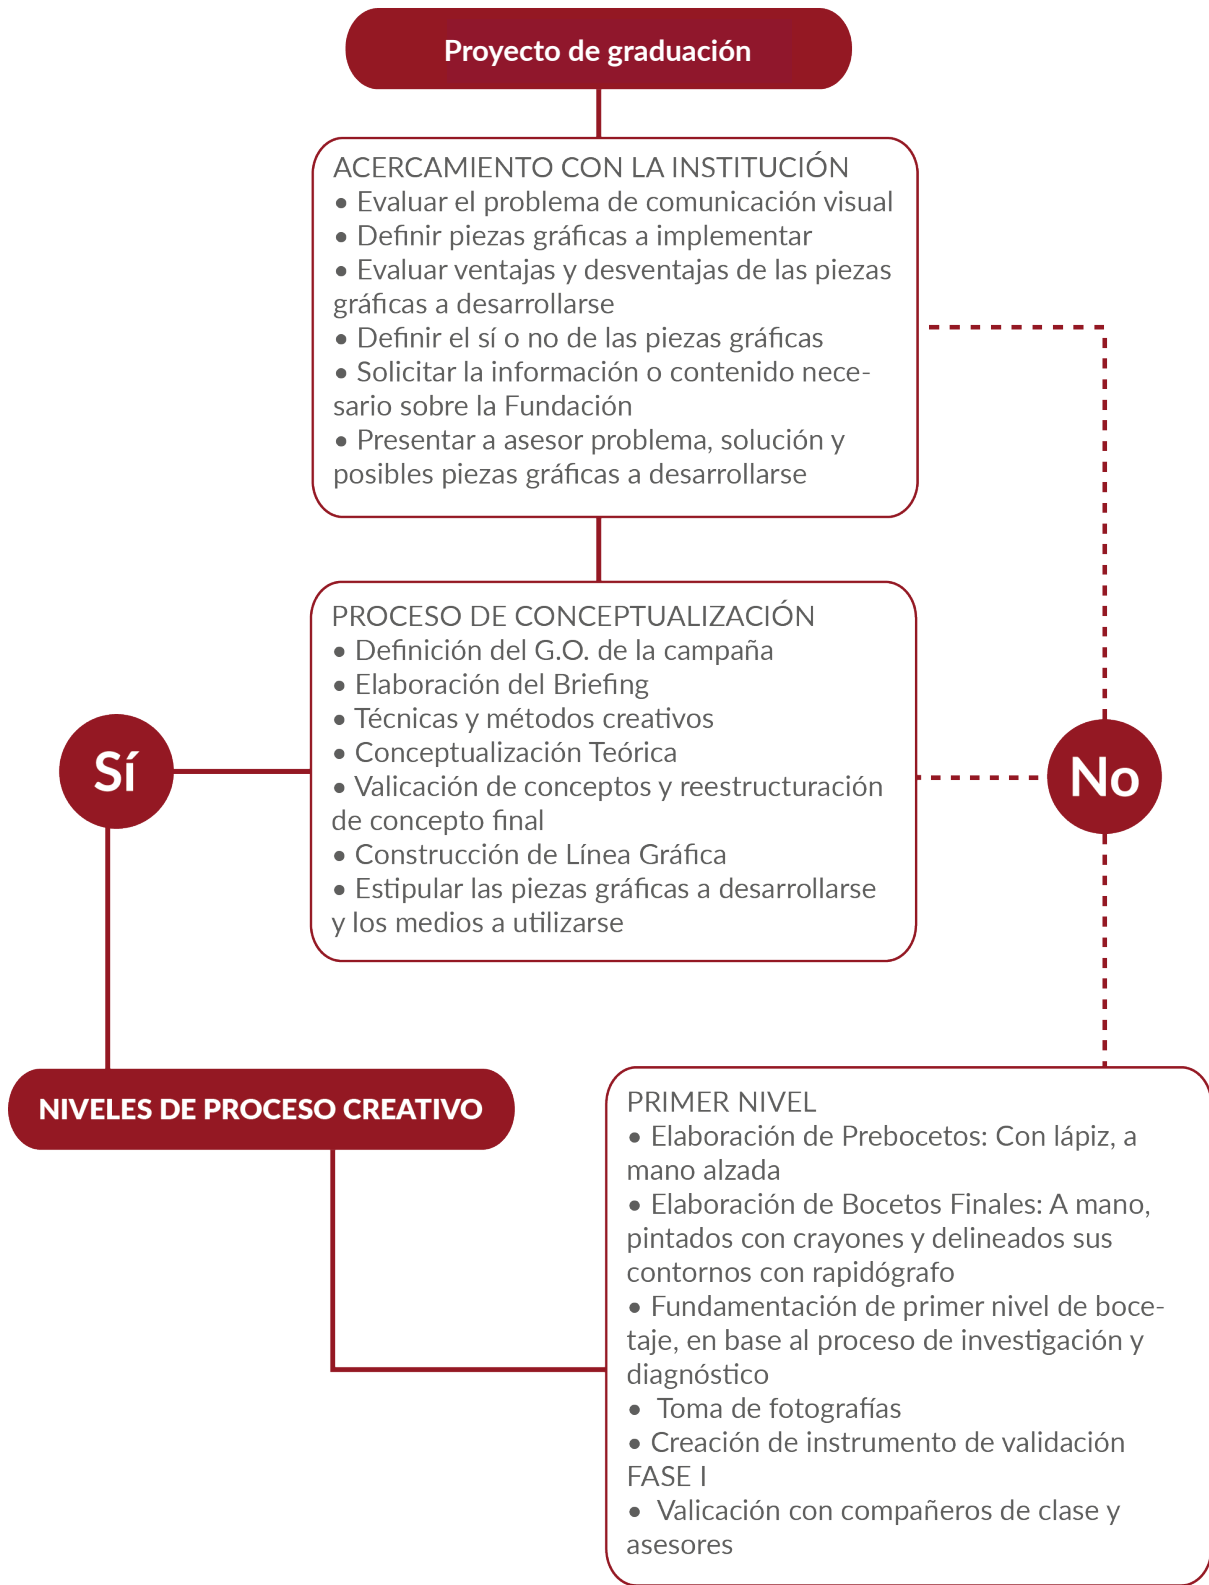 Proyecto de graduación
ACERCAMIENTO CON LA INSTITUCIÓN
• Evaluar el problema de comunicación visual
• Definir piezas gráficas a implementar
• Evaluar ventajas y desventajas de las piezas
gráficas a desarrollarse
• Definir el sí o no de las piezas gráficas
• Solicitar la información o contenido nece-
sario sobre la Fundación
• Presentar a asesor problema, solución y
posibles piezas gráficas a desarrollarse
PROCESO DE CONCEPTUALIZACIÓN
• Definición del G.O. de la campaña
• Elaboración del Briefing
• Técnicas y métodos creativos
• Conceptualización Teórica
• Valicación de conceptos y reestructuración
de concepto final
• Construcción de Línea Gráfica
• Estipular las piezas gráficas a desarrollarse
y los medios a utilizarse
Sí
No
NIVELES DE PROCESO CREATIVO
PRIMER NIVEL
• Elaboración de Prebocetos: Con lápiz, a
mano alzada
• Elaboración de Bocetos Finales: A mano,
pintados con crayones y delineados sus
contornos con rapidógrafo
• Fundamentación de primer nivel de boce-
taje, en base al proceso de investigación y
diagnóstico
• Toma de fotografías
• Creación de instrumento de validación
FASE I
• Valicación con compañeros de clase y
asesores